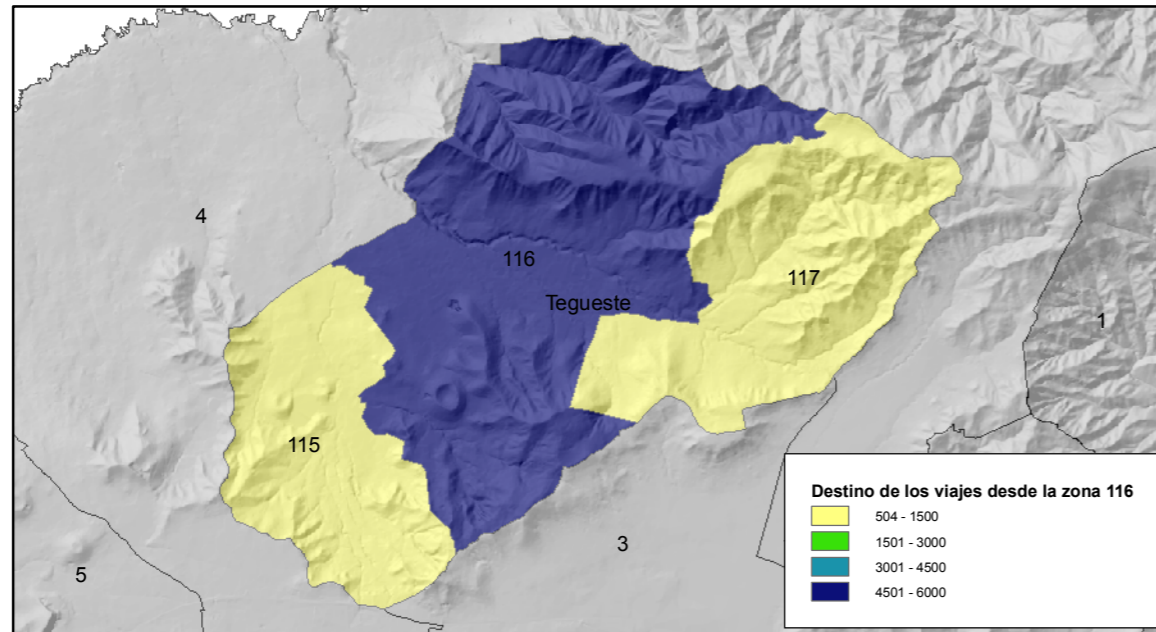 4
116
117
Tegueste
1
115
3
5
Destino de los viajes desde la zona 116
504 - 1500
1501 - 3000
3001 - 4500
4501 - 6000